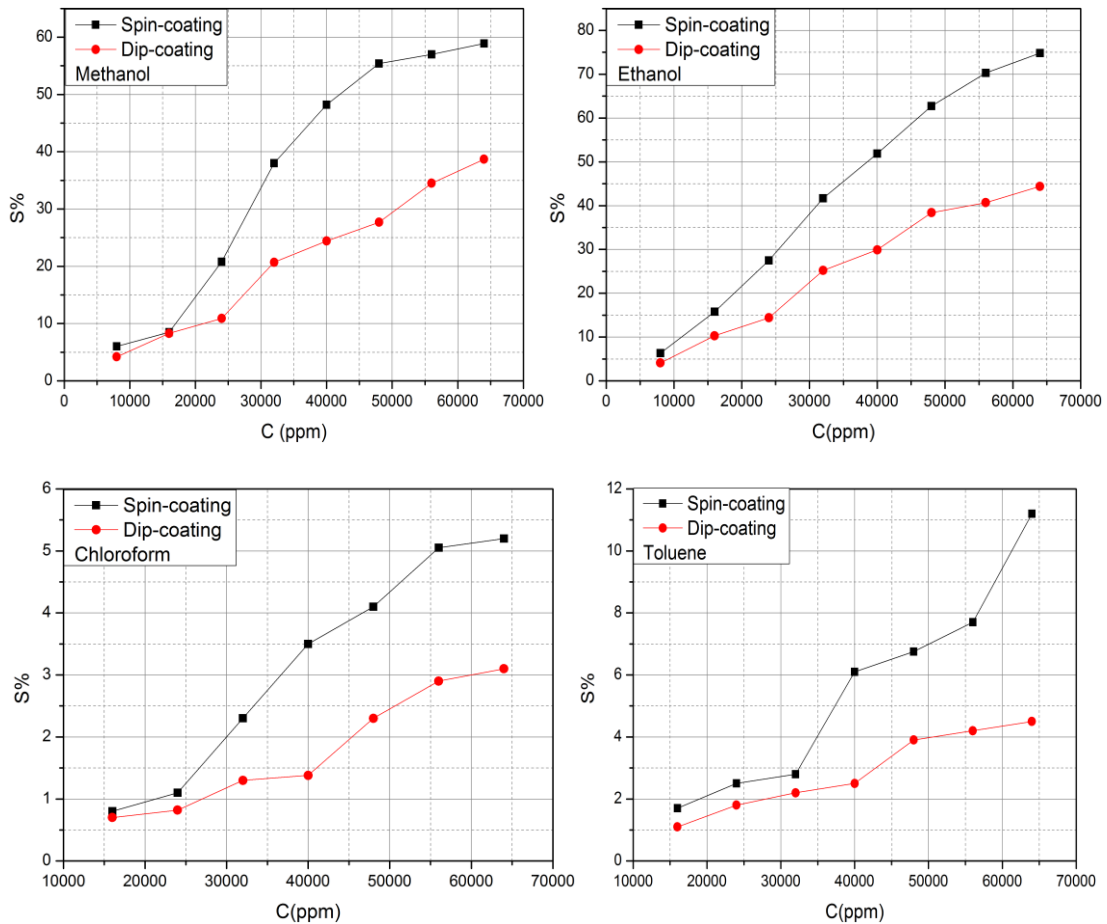 Spin-coating
Dip-coating
Methanol
60
50
40
30
20
10
0
S%
0 10000 20000 30000 40000 50000 60000 70000
C (ppm)
Spin-coating
Dip-coating
Ethanol
80
70
60
50
40
30
20
10
0
S%
0 10000 20000 30000 40000 50000 60000 70000
C(ppm)
Spin-coating
Dip-coating
Chloroform
6
5
4
3
2
1
0
S%
10000 20000 30000 40000 50000 60000 70000
C(ppm)
Spin-coating
Dip-coating
Toluene
12
10
8
6
4
2
0
S%
10000 20000 30000 40000 50000 60000 70000
C(ppm)